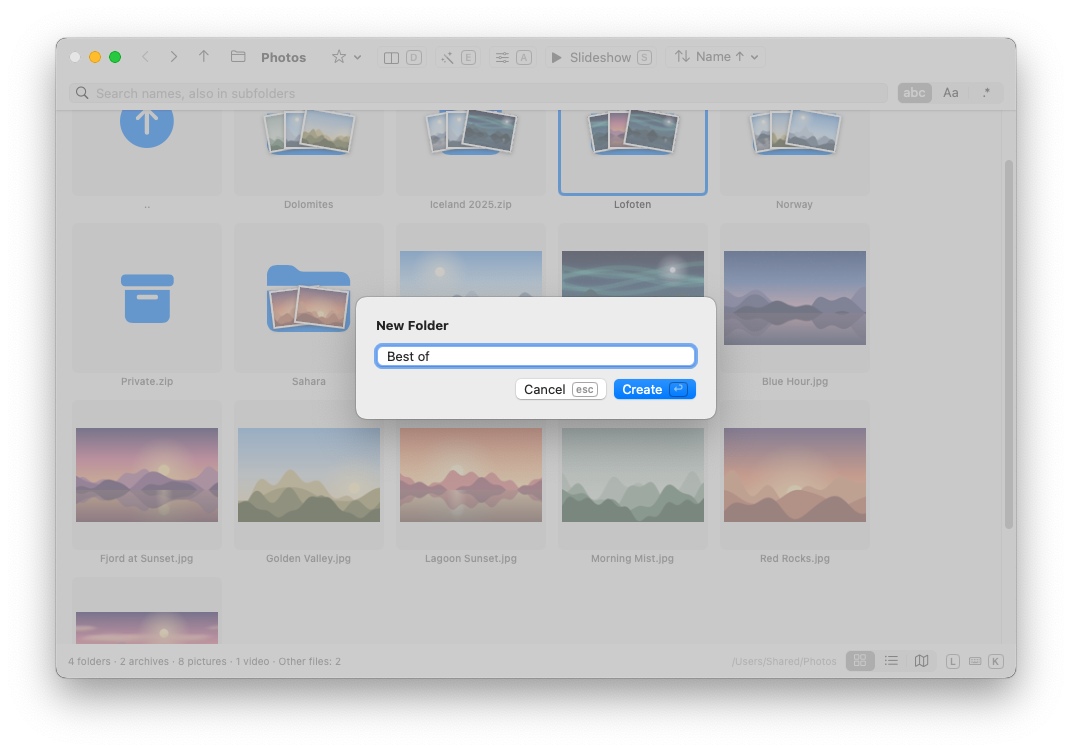 Photos
D
E
A
Slideshow S
Name
Search names, also in subfolders
abc
Aa
.*
..
Dolomites
Iceland 2025.zip
Lofoten
Norway
Private.zip
Sahara
Blue Hour.jpg
New Folder
Best of
Cancel esc
Create
Fjord at Sunset.jpg
Golden Valley.jpg
Lagoon Sunset.jpg
Morning Mist.jpg
Red Rocks.jpg
4 folders · 2 archives · 8 pictures · 1 video · Other files: 2
/Users/Shared/Photos
L
K